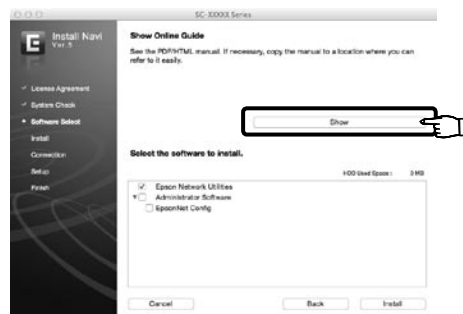 SC-XXXXX Series
Install Navi
Ver.5
Show Online Guide
See the PDF/HTML manual. If necessary, copy the manual to a location where you can
refer to it easily.
License Agreement
System Check
Software Select
Install
Connection
Setup
Finish
Show
Select the software to install.
HDD Used Space : 3 MB
Epson Network Utilities
Administrator Software
EpsonNet Config
Cancel
Back
Install